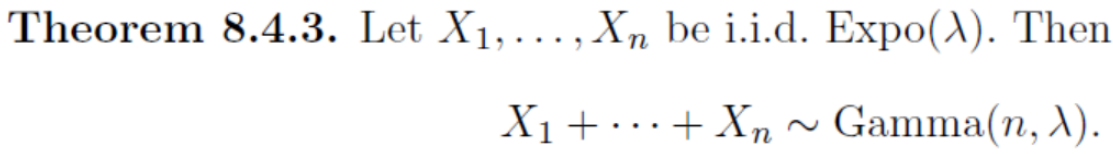 Theorem 8.4.3. Let X₁, . . . , Xₙ be i.i.d. Expo(λ). Then
X₁ + · · · + Xₙ ∼ Gamma(n, λ).